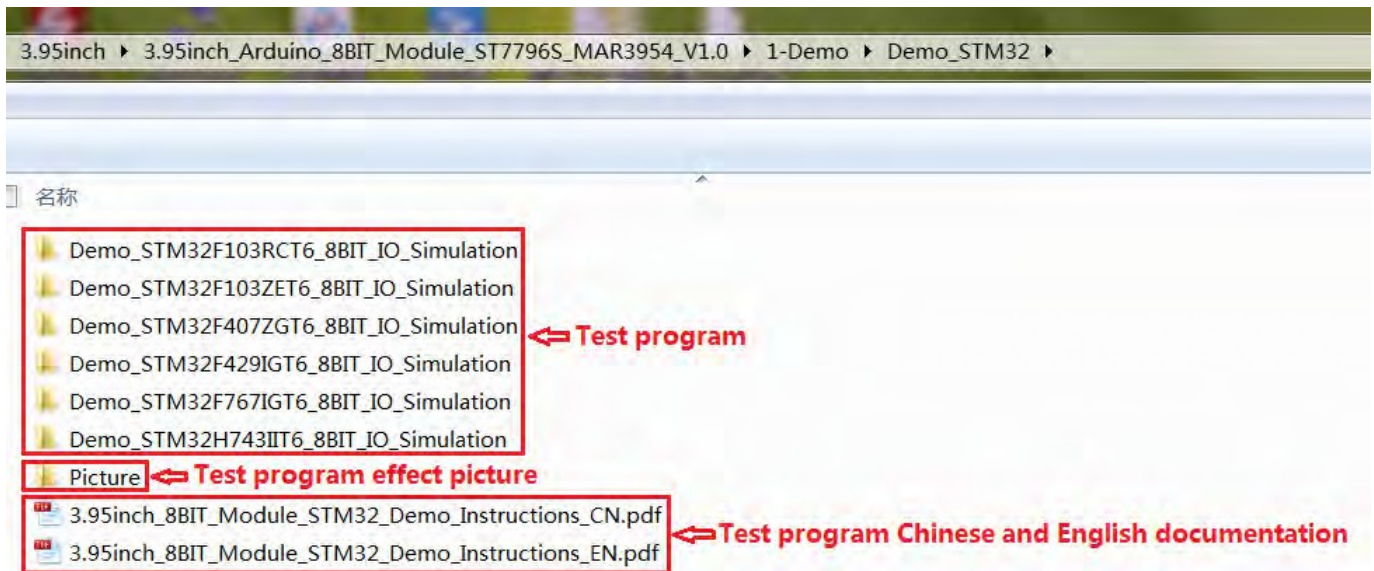 3.95inch ▸ 3.95inch_Arduino_8BIT_Module_ST7796S_MAR3954_V1.0 ▸ 1-Demo ▸ Demo_STM32 ▸
名称
Demo_STM32F103RCT6_8BIT_IO_Simulation
Demo_STM32F103ZET6_8BIT_IO_Simulation
Demo_STM32F407ZGT6_8BIT_IO_Simulation
Test program
Demo_STM32F429IGT6_8BIT_IO_Simulation
Demo_STM32F767IGT6_8BIT_IO_Simulation
Demo_STM32H743IIT6_8BIT_IO_Simulation
Picture Test program effect picture
3.95inch_8BIT_Module_STM32_Demo_Instructions_CN.pdf
Test program Chinese and English documentation
3.95inch_8BIT_Module_STM32_Demo_Instructions_EN.pdf